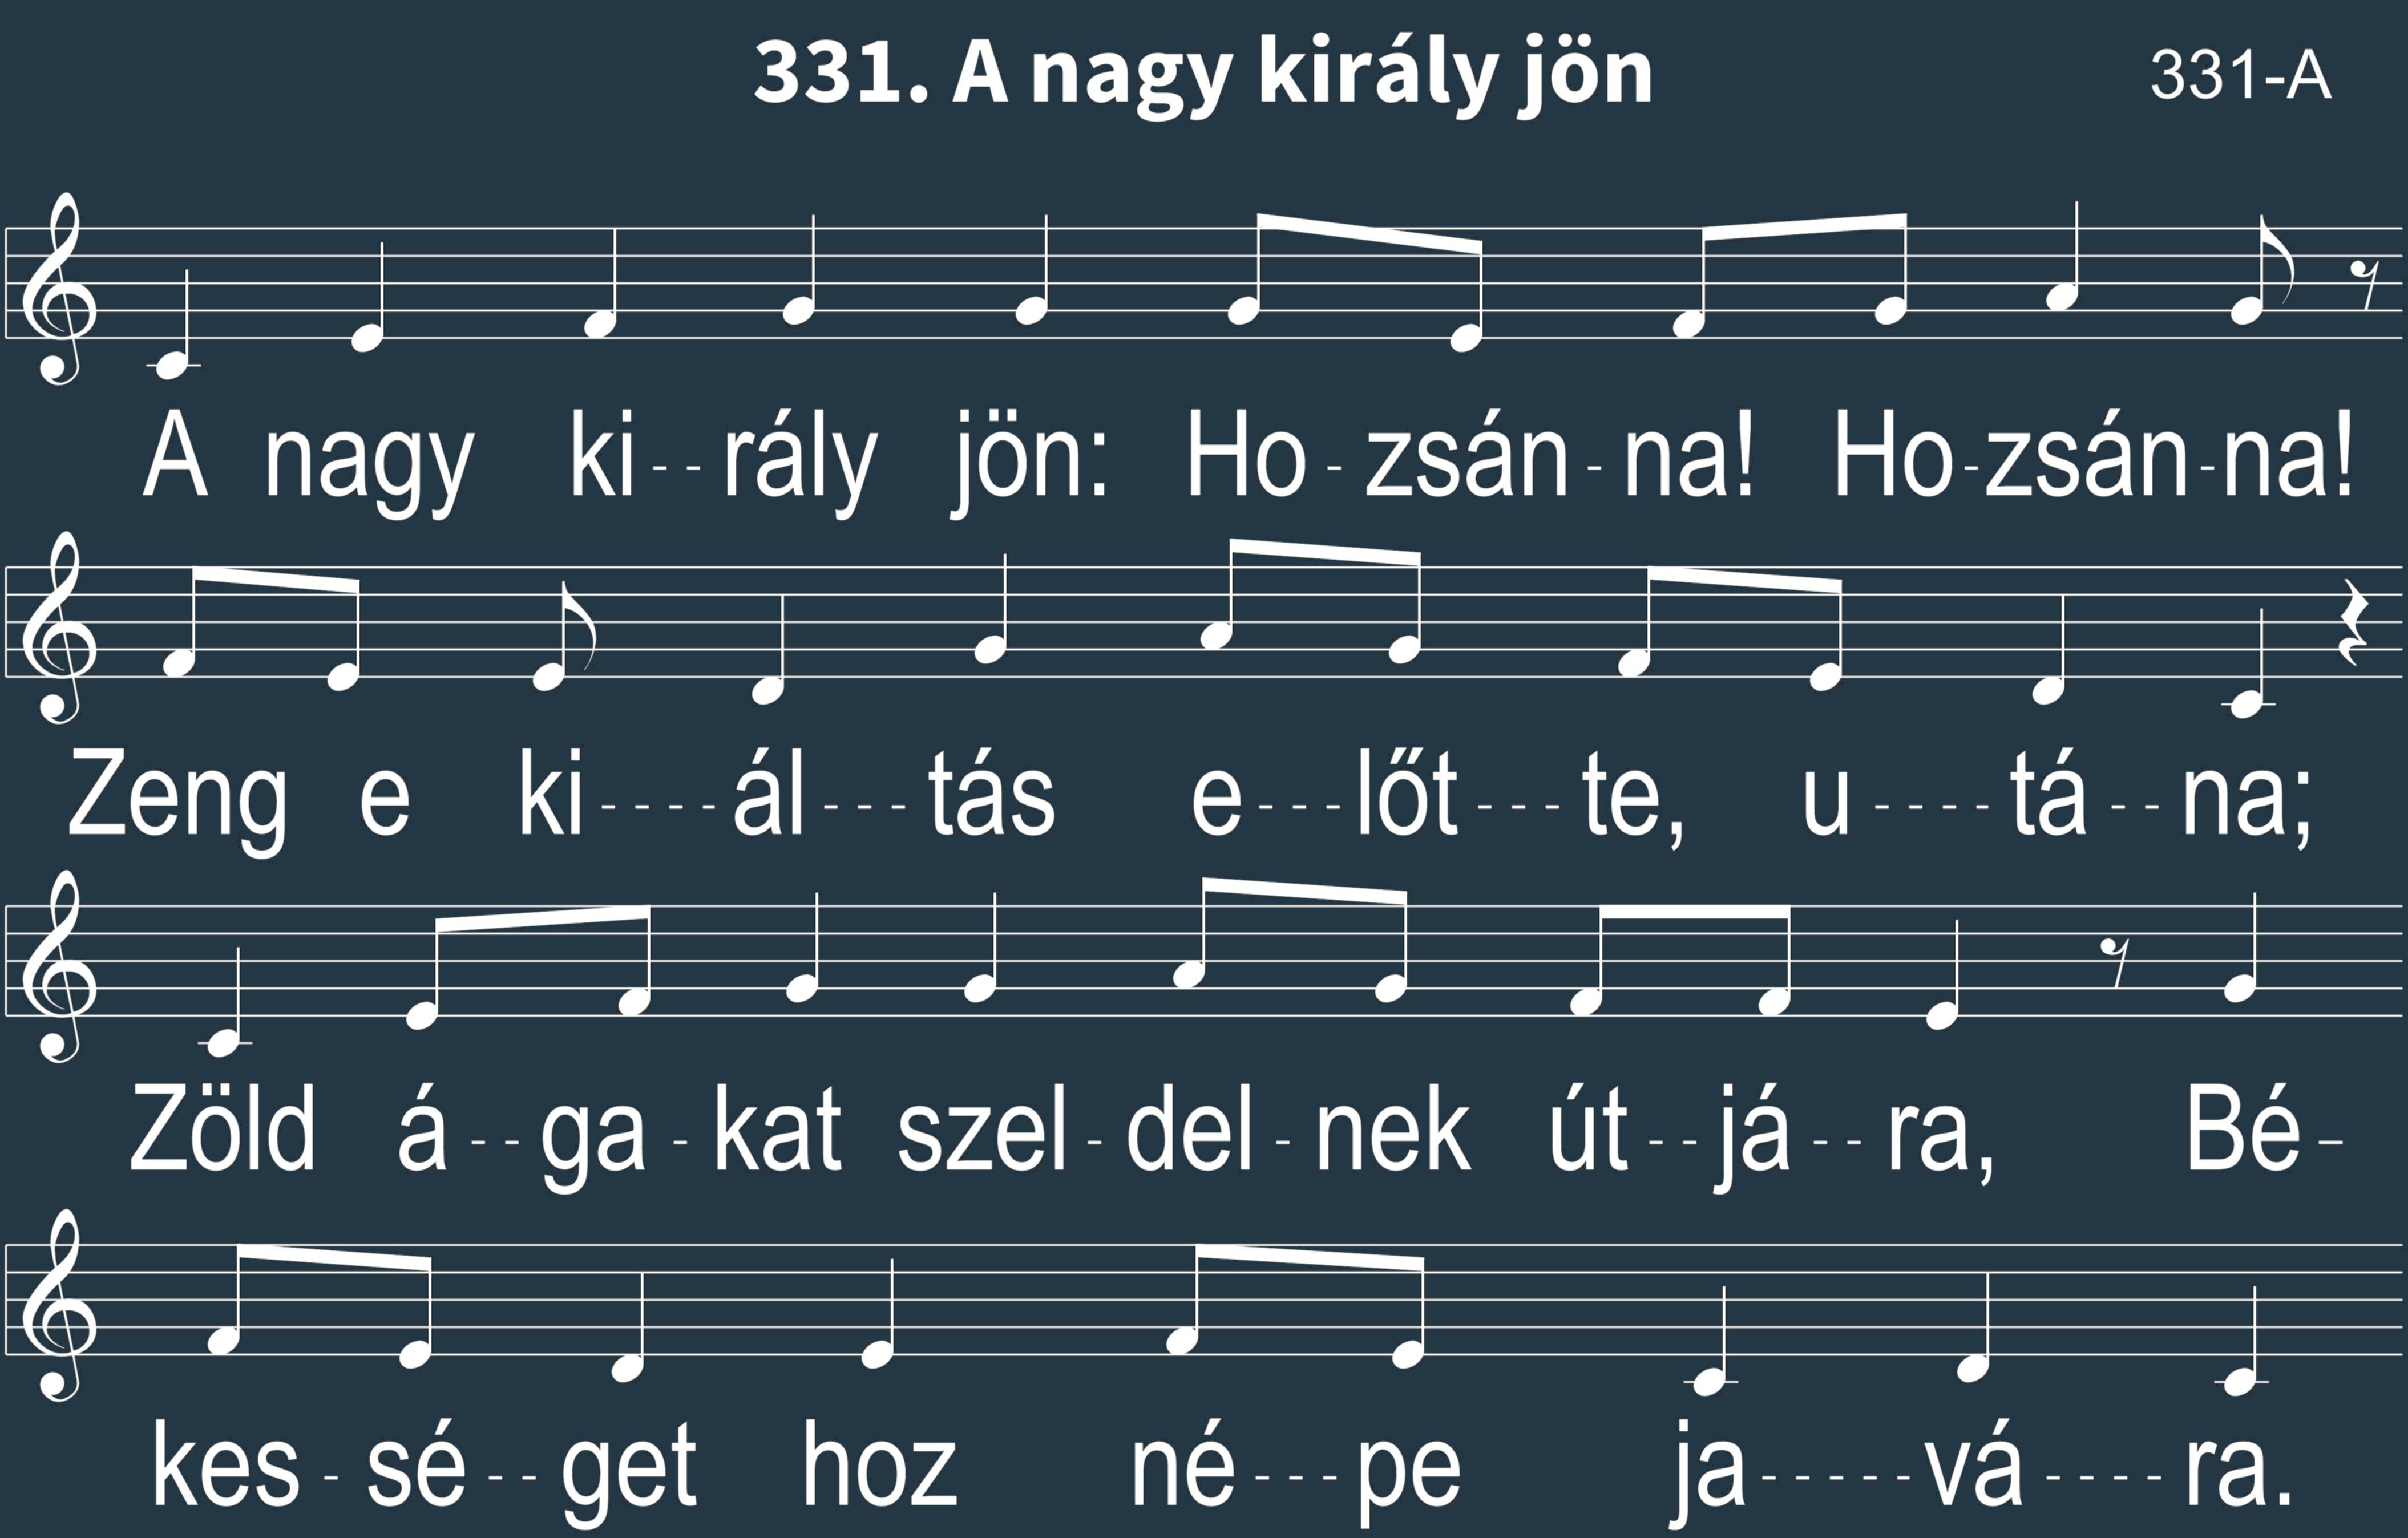 331. A nagy király jön
331-A
A nagy ki--rály jön: Ho-zsán-na! Ho-zsán-na!
Zeng e ki----ál---tás e---lőt---te, u----tá--na;
Zöld á--ga-kat szel-del-nek út--já--ra, Bé-
kes-sé--get hoz né---pe ja-----vá----ra.